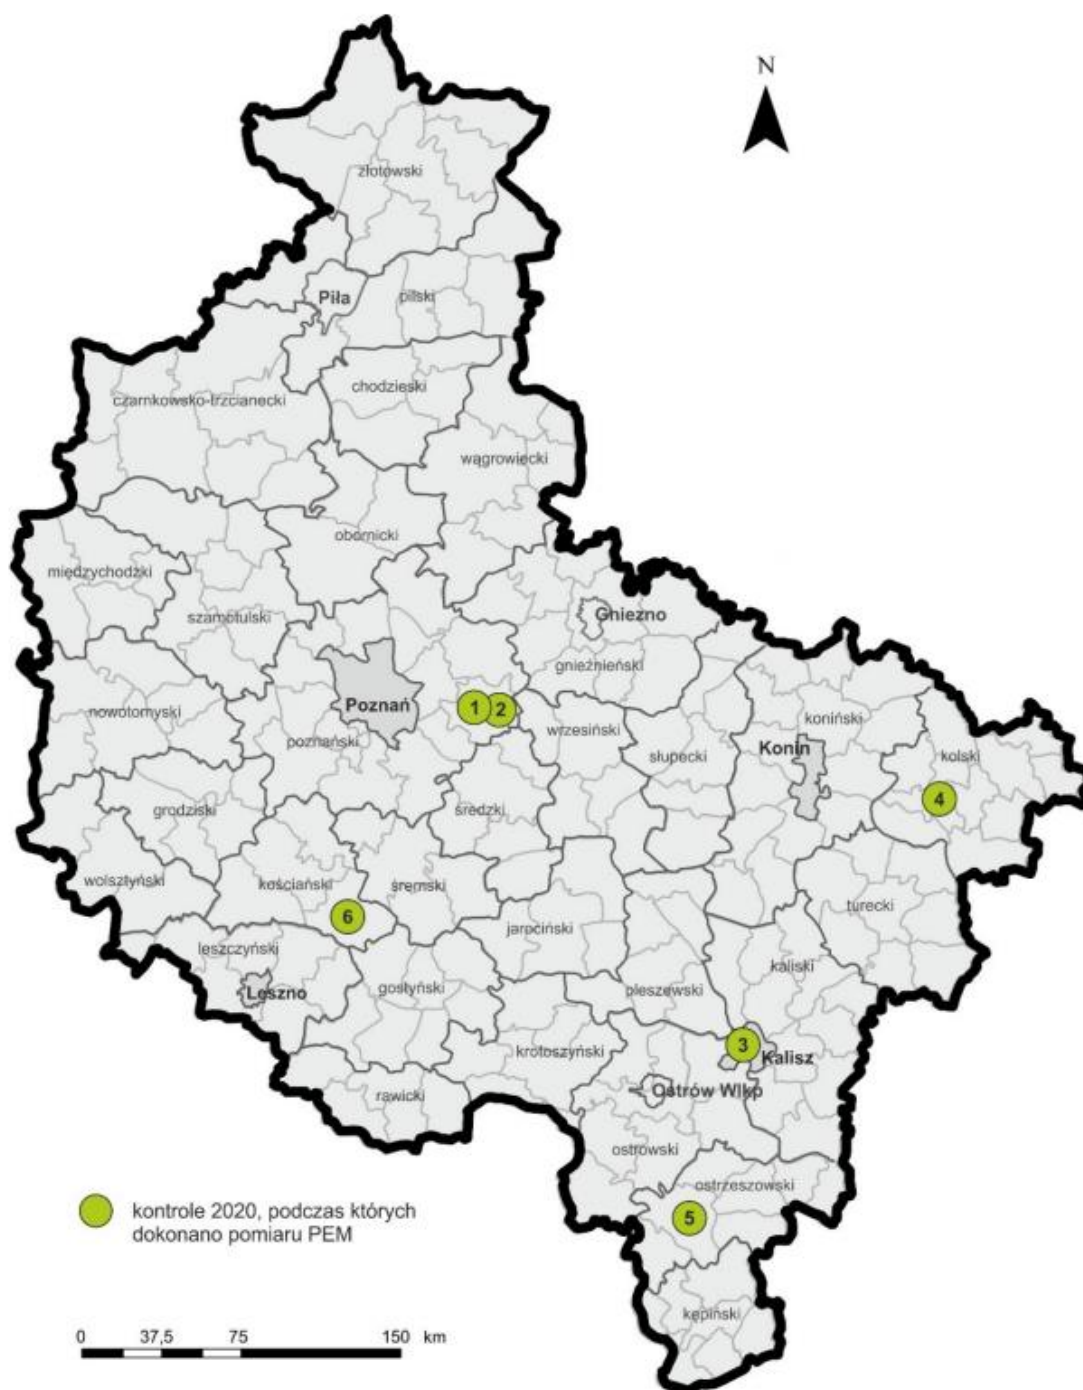 N
złotowski
Piła
pilski
chodzieski
czarnkowsko-trzcianecki
wągrowiecki
obornicki
międzychodzki
szamotulski
Gniezno
gnieźnieński
Poznań
1
2
nowotomyski
poznański
wrzesiński
koniński
słupecki
Konin
kolski
4
grodziski
średzki
wolsztyński
kościański
śremski
6
jarociński
turecki
leszczyński
kaliski
Leszno
gostyński
pleszewski
3
krotoszyński
Kalisz
Ostrów Wlkp
rawicki
ostrowski
ostrzeszowski
5
kontrole 2020, podczas których
dokonano pomiaru PEM
kępiński
0 37,5 75 150 km